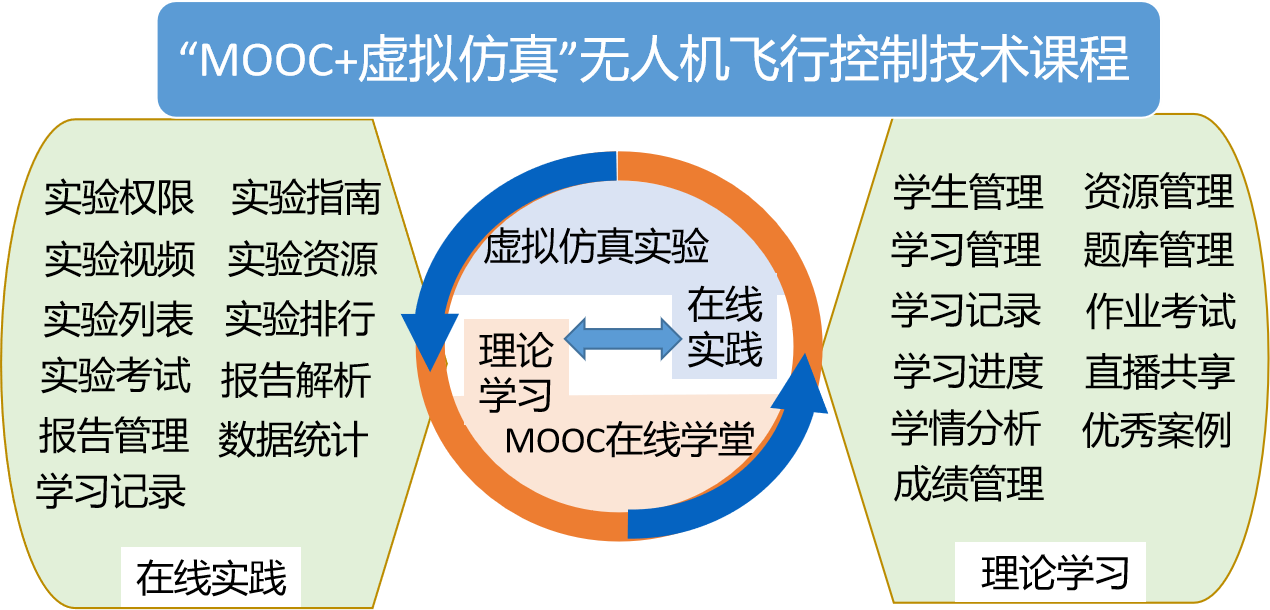 “MOOC+虚拟仿真”无人机飞行控制技术课程
实验权限 实验指南
实验视频 实验资源
实验列表 实验排行
实验考试 报告解析
报告管理 数据统计
学习记录
在线实践
虚拟仿真实验
在线
实践
理论
学习
MOOC在线学堂
学生管理 资源管理
学习管理 题库管理
学习记录 作业考试
学习进度 直播共享
学情分析 优秀案例
成绩管理
理论学习